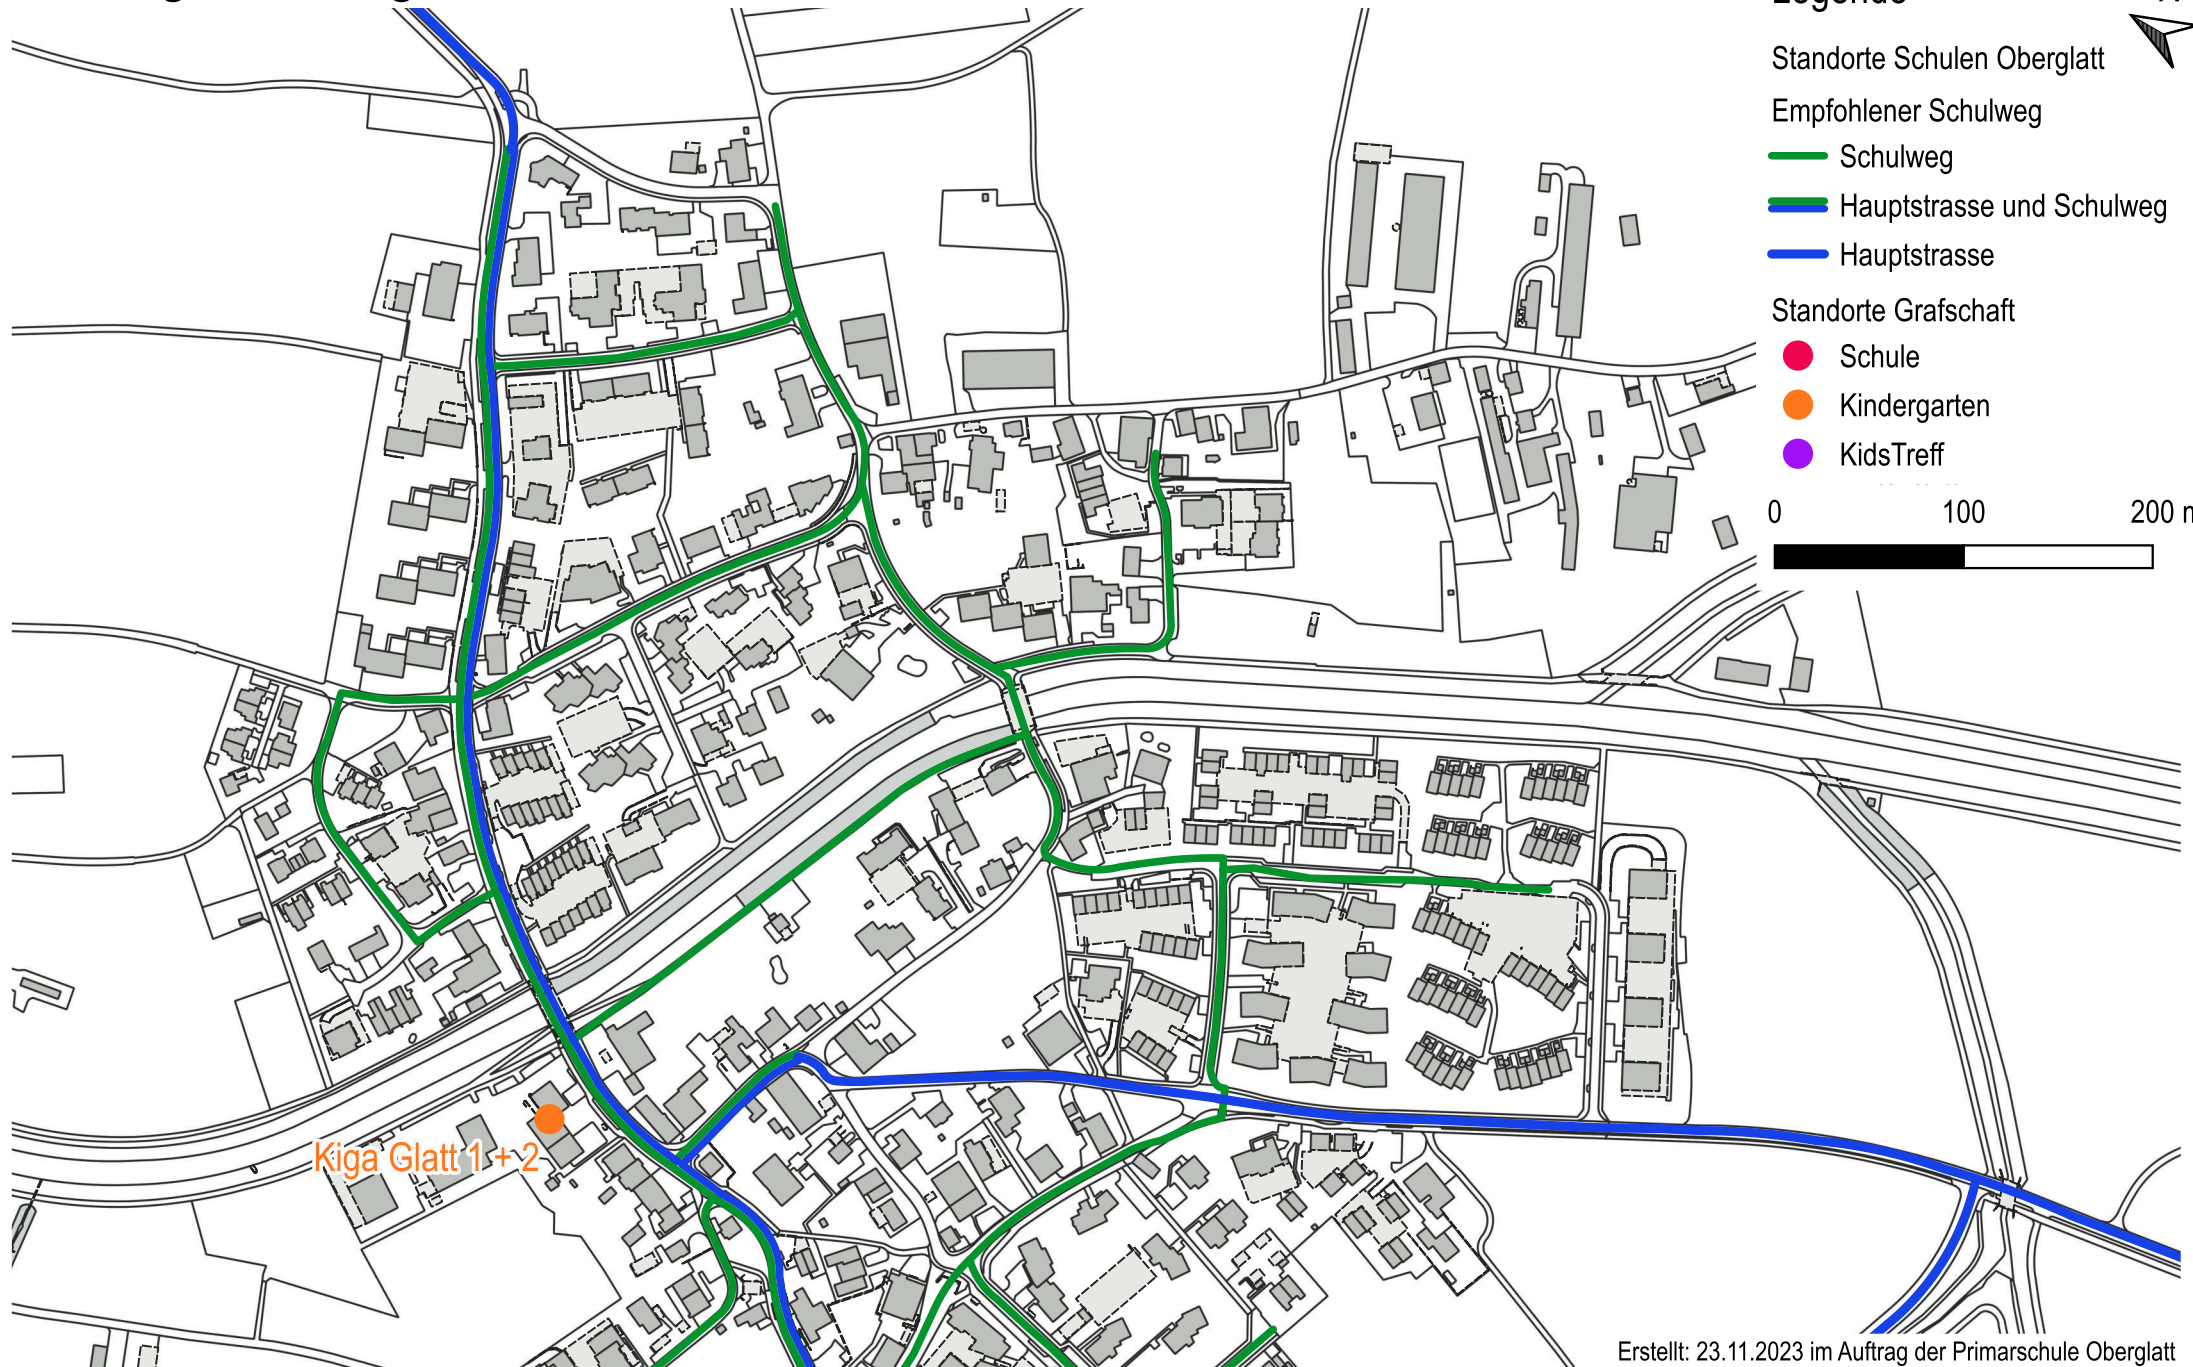 Legende
Standorte Schulen Oberglatt
Empfohlener Schulweg
Schulweg
Hauptstrasse und Schulweg
Hauptstrasse
Standorte Grafschaft
Schule
Kindergarten
KidsTreff
0 100 200 m
Kiga Glatt 1 + 2
Erstellt: 23.11.2023 im Auftrag der Primarschule Oberglatt